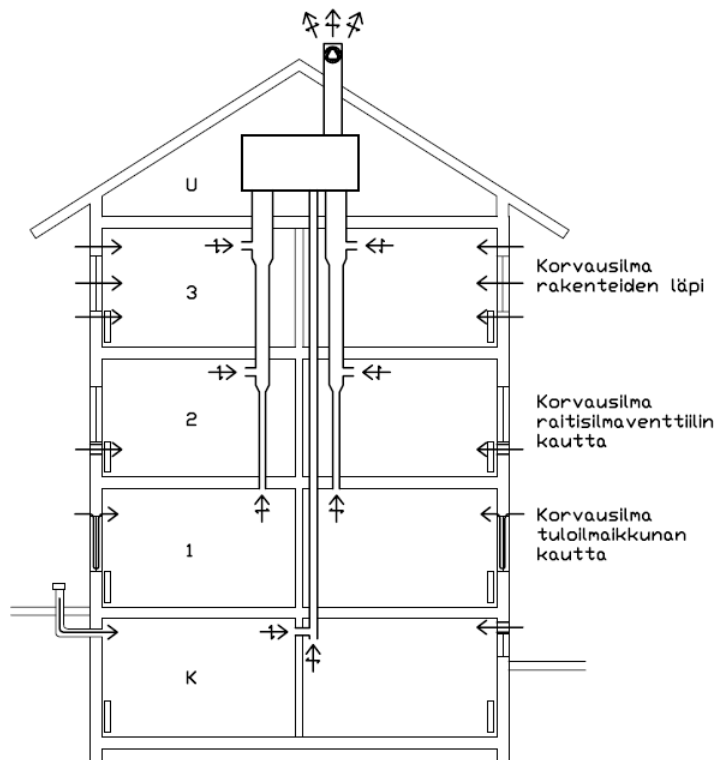 U
3
Korvausilma
rakenteiden läpi
2
Korvausilma
raitisilmaventtiilin
kautta
1
Korvausilma
tuloilmaikkunan
kautta
K